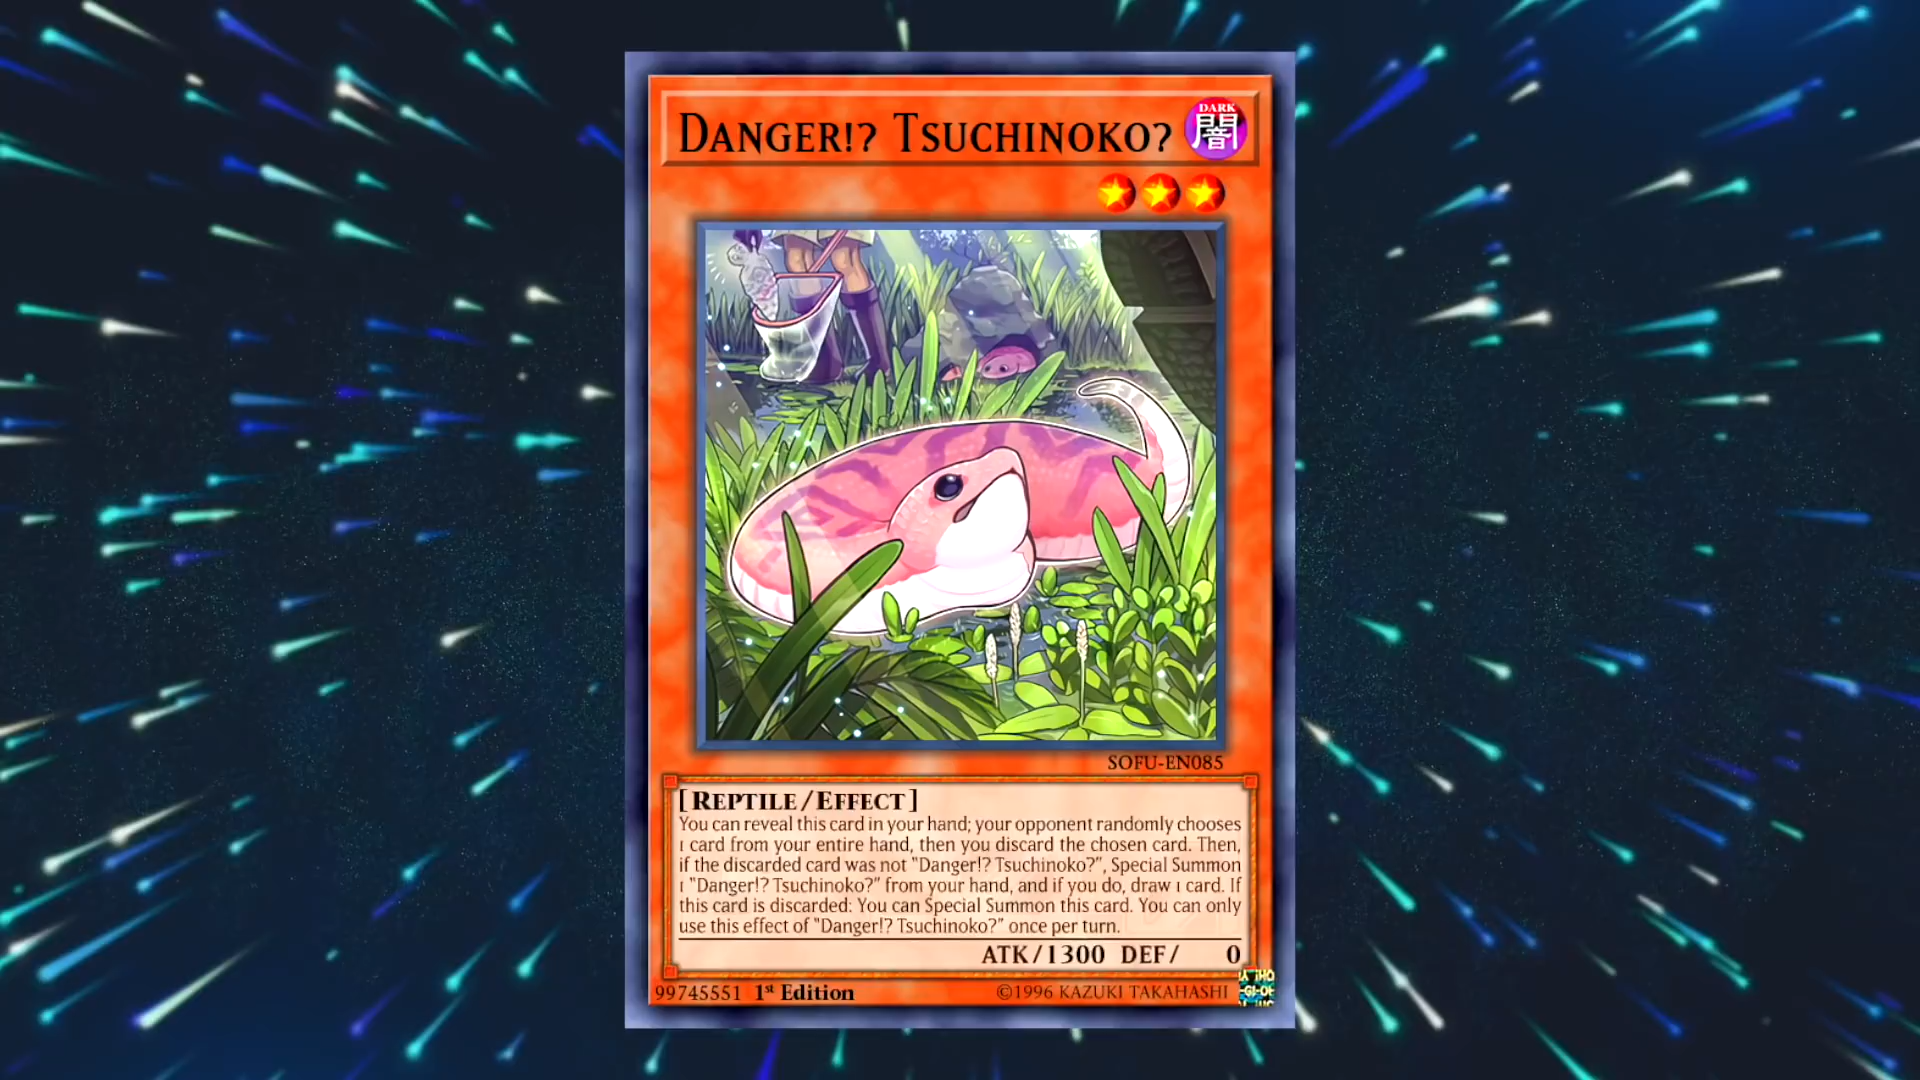 DANGER!? TSUCHINOKO?
DARK
闇
SOFU-EN085
[REPTILE/EFFECT]
You can reveal this card in your hand; your opponent randomly chooses
1 card from your entire hand, then you discard the chosen card. Then,
if the discarded card was not "Danger!? Tsuchinoko?", Special Summon
1 "Danger!? Tsuchinoko?" from your hand, and if you do, draw 1 card. If
this card is discarded: You can Special Summon this card. You can only
use this effect of "Danger!? Tsuchinoko?" once per turn.
ATK/1300 DEF/ 0
99745551 1st Edition ©1996 KAZUKI TAKAHASHI